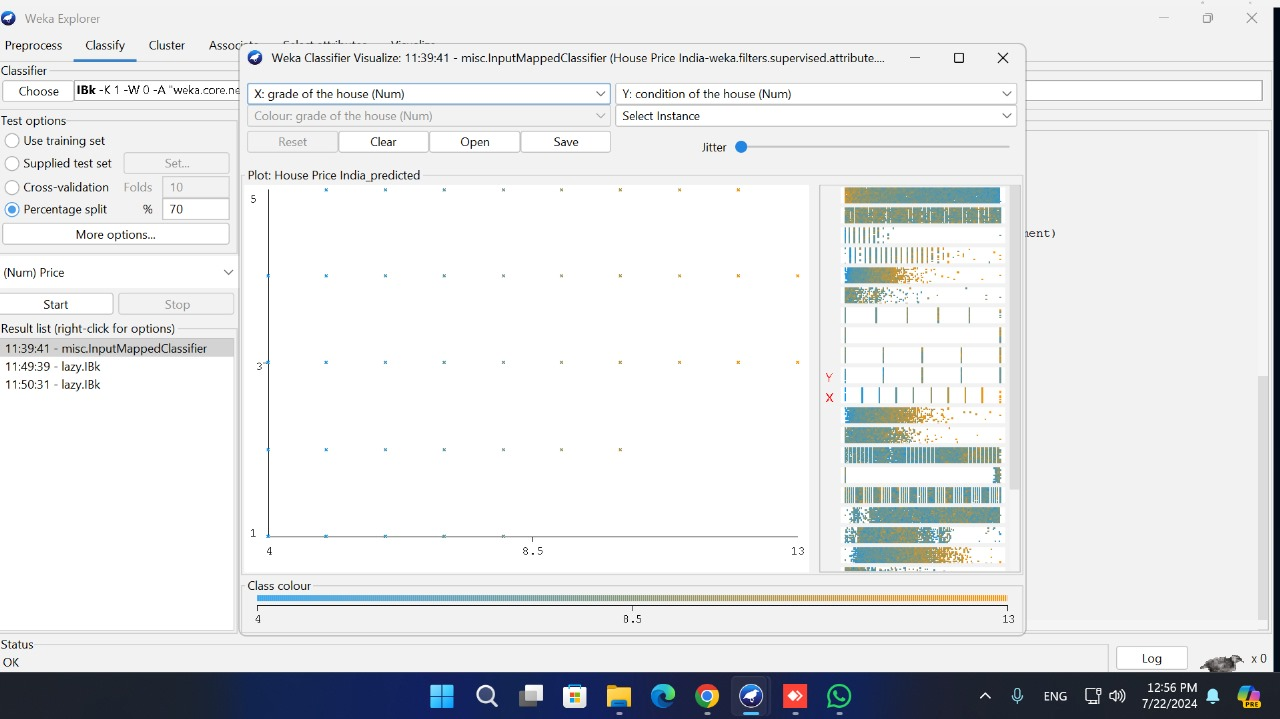 Weka Explorer
Preprocess Classify Cluster
Classifier
Choose IBk -K 1 -W 0 -A
Test options
Use training set
Supplied test set Set...
Cross-validation Folds 10
Percentage split % 70
More options...
(Num) Price
Start Stop
Result list (right-click for options)
11:39:41 - misc.InputMappedClassifier
11:49:39 - lazy.IBk
11:50:31 - lazy.IBk
Weka Classifier Visualize: 11:39:41 - misc.InputMappedClassifier (House Price India-weka.filters.supervised.attribute....
X: grade of the house (Num) Y: condition of the house (Num)
Colour: grade of the house (Num) Select Instance
Reset Clear Open Save Jitter
Plot: House Price India_predicted
5
3
1
4 8.5 13
Y
X
Class colour
4 8.5 13
Status
OK
Log x 0
ENG
12:56 PM
7/22/2024
PRE